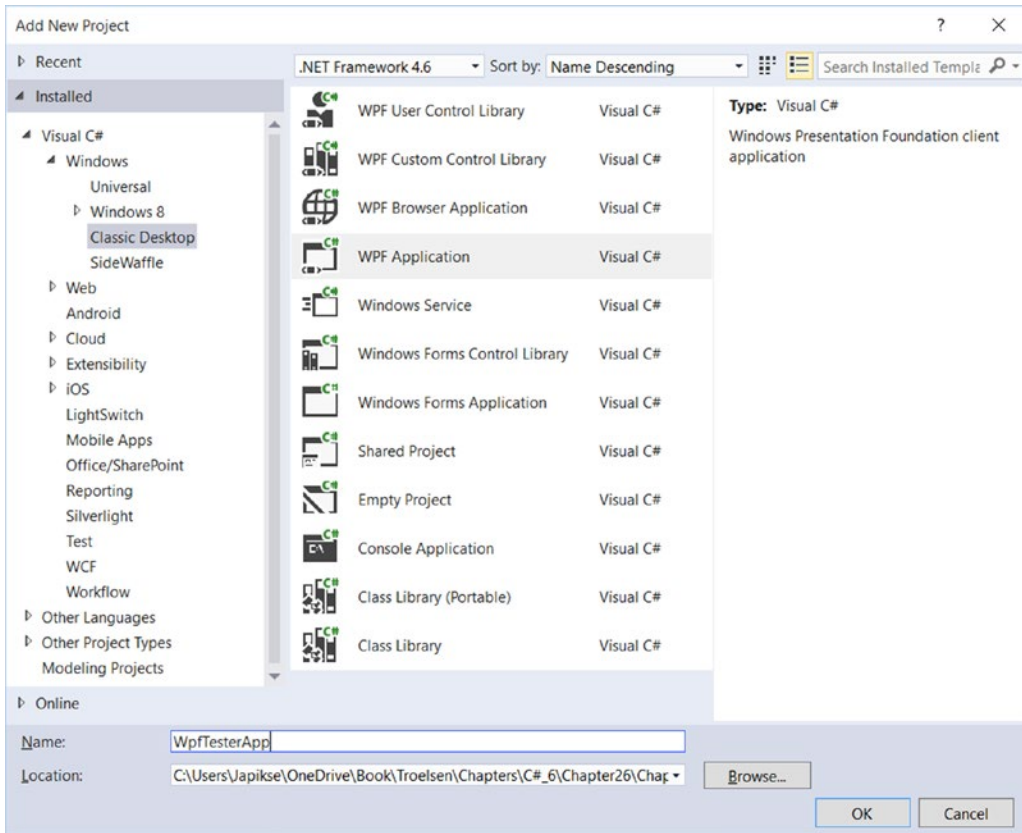 Add New Project
Recent
.NET Framework 4.6
Sort by:
Name Descending
Installed
Visual C#
Windows
Universal
Windows 8
Classic Desktop
SideWaffle
Web
Android
Cloud
Extensibility
iOS
LightSwitch
Mobile Apps
Office/SharePoint
Reporting
Silverlight
Test
WCF
Workflow
Other Languages
Other Project Types
Modeling Projects
Online
WPF User Control Library Visual C#
WPF Custom Control Library Visual C#
WPF Browser Application Visual C#
WPF Application Visual C#
Windows Service Visual C#
Windows Forms Control Library Visual C#
Windows Forms Application Visual C#
Shared Project Visual C#
Empty Project Visual C#
Console Application Visual C#
Class Library (Portable) Visual C#
Class Library Visual C#
Search Installed Templa
Type: Visual C#
Windows Presentation Foundation client
application
Name: WpfTesterApp
Location: C:\Users\Japikse\OneDrive\Book\Troelsen\Chapters\C#_6\Chapter26\Chap
Browse...
OK
Cancel